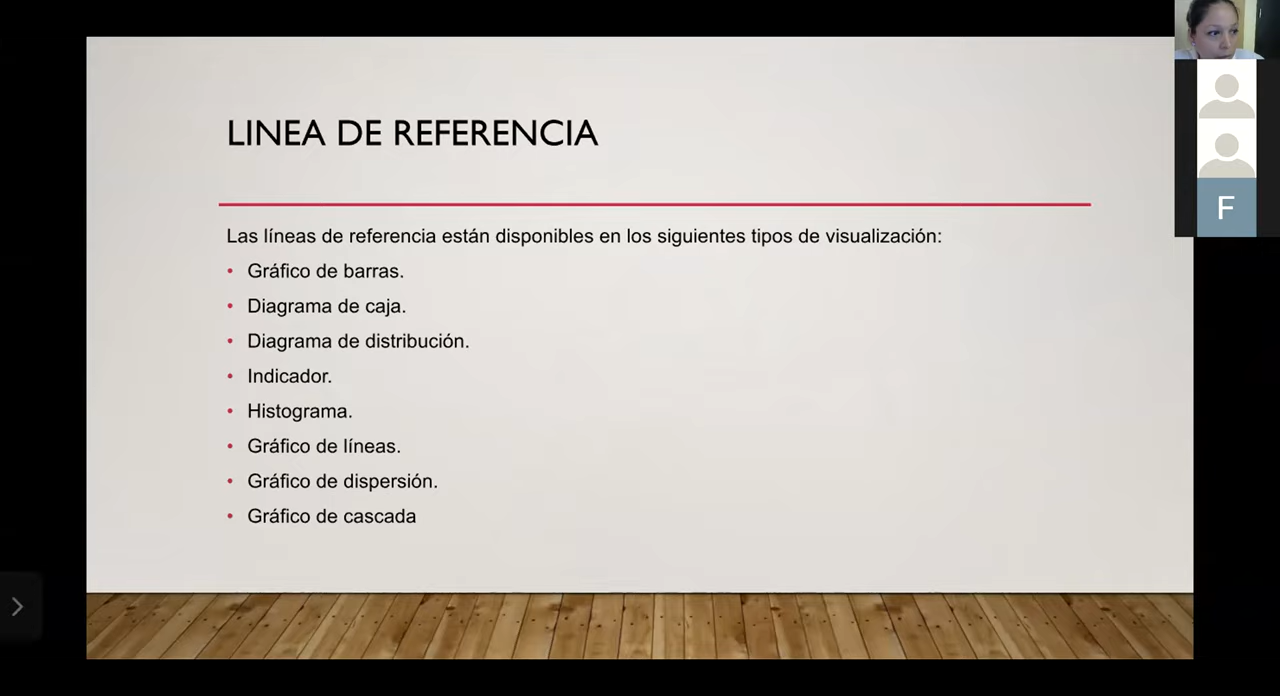 LINEA DE REFERENCIA
Las líneas de referencia están disponibles en los siguientes tipos de visualización:
• Gráfico de barras.
• Diagrama de caja.
• Diagrama de distribución.
• Indicador.
• Histograma.
• Gráfico de líneas.
• Gráfico de dispersión.
• Gráfico de cascada
F